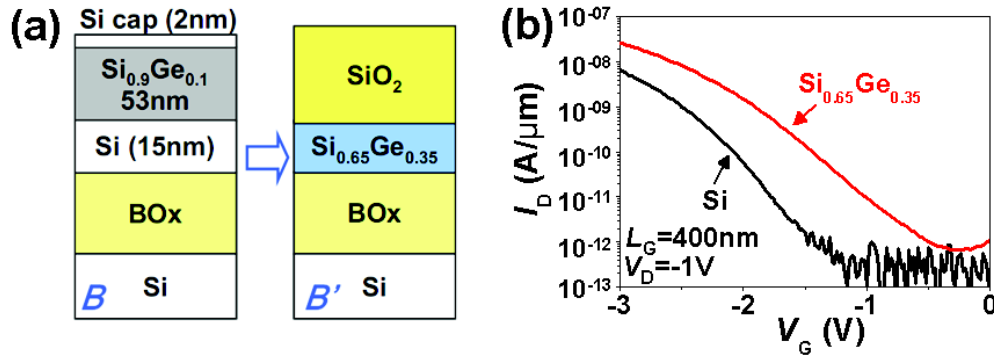 (a)
Si cap (2nm)
Si0.9Ge0.1
53nm
Si (15nm)
BOx
Si
B
SiO2
Si0.65Ge0.35
BOx
Si
B'
(b)
ID (A/μm)
10-07
10-08
10-09
10-10
10-11
10-12
10-13
Si0.65Ge0.35
Si
LG=400nm
VD=-1V
-3
-2
-1
0
VG (V)